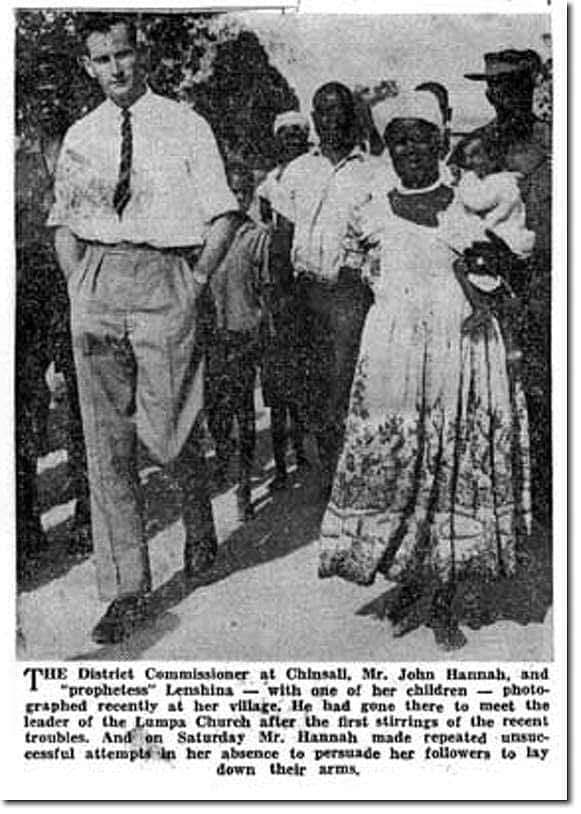 THE District Commissioner at Chinsali, Mr. John Hannah, and
"prophetess" Lenshina — with one of her children — photo-
graphed recently at her village. He had gone there to meet the
leader of the Lumpa Church after the first stirrings of the recent
troubles. And on Saturday Mr. Hannah made repeated unsuc-
cessful attempts in her absence to persuade her followers to lay
down their arms.